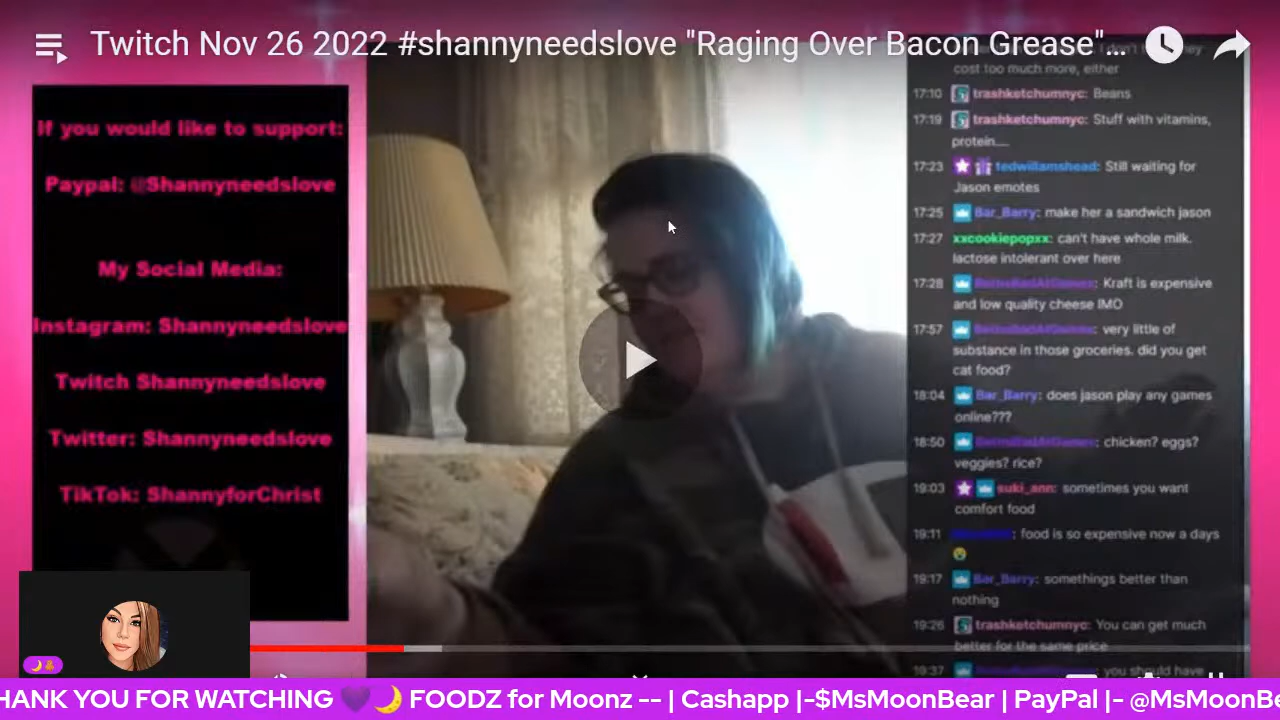 Twitch Nov 26 2022 #shannyneedslove "Raging Over Bacon Grease"...
If you would like to support:
Paypal: @Shannyneedslove
My Social Media:
Instagram: Shannyneedslove
Twitch Shannyneedslove
Twitter: Shannyneedslove
TikTok: ShannyforChrist
cost too much more, either
17:10 trashketchumnyc: Beans
17:19 trashketchumnyc: Stuff with vitamins,
protein....
17:23 tedwillamshead: Still waiting for
Jason emotes
17:25 Bar_Barry: make her a sandwich jason
17:27 xxcookiepopxx: can't have whole milk.
lactose intolerant over here
17:28 Kraft is expensive
and low quality cheese IMO
17:57 very little of
substance in those groceries. did you get
cat food?
18:04 Bar_Barry: does jason play any games
online???
18:50 chicken? eggs?
veggies? rice?
19:03 suki_ann: sometimes you want
comfort food
19:11 : food is so expensive now a days
19:17 Bar_Barry: somethings better than
nothing
19:26 trashketchumnyc: You can get much
better for the same price
19:37 you should have
HANK YOU FOR WATCHING 💜🌙 FOODZ for Moonz -- | Cashapp |-$MsMoonBear | PayPal |- @MsMoonBe